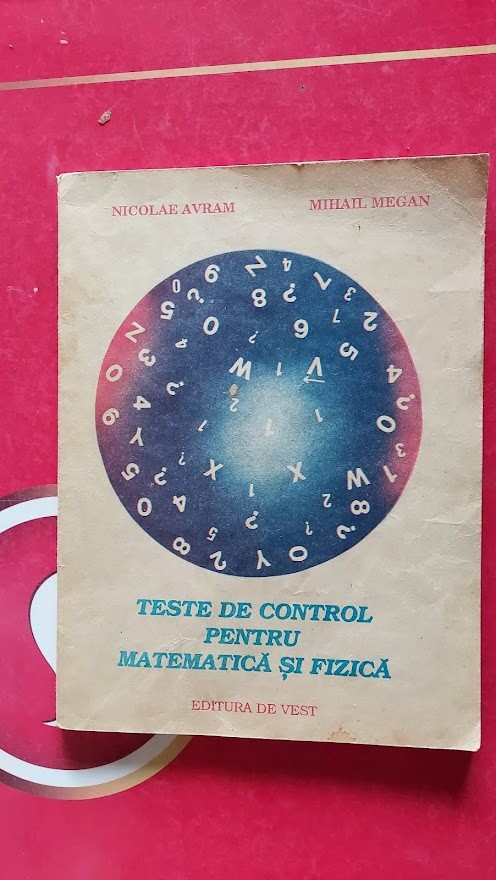 NICOLAE AVRAM MIHAIL MEGAN
TESTE DE CONTROL
PENTRU
MATEMATICĂ ȘI FIZICĂ
EDITURA DE VEST